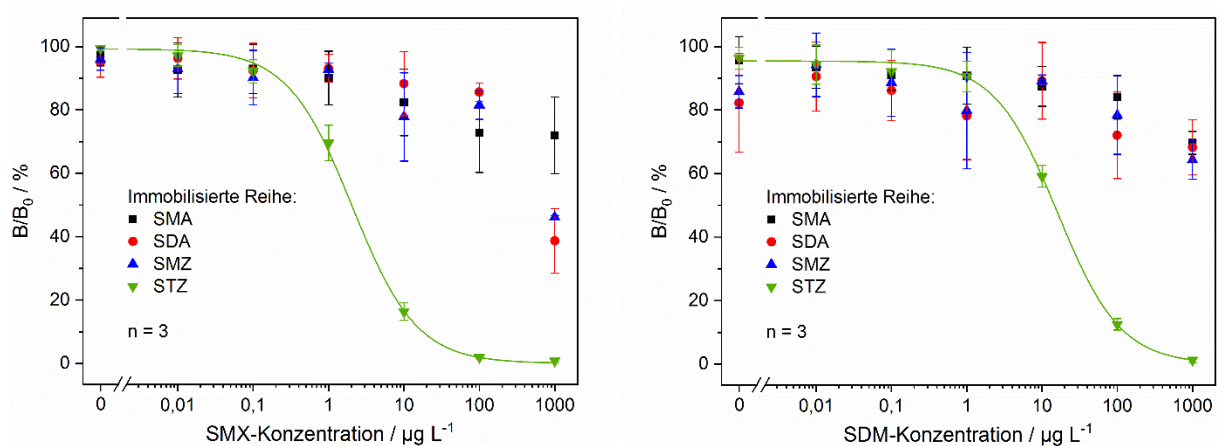 100
80
60
40
20
0
B/B₀ / %
Immobilisierte Reihe:
SMA
SDA
SMZ
STZ
n = 3
0 0,01 0,1 1 10 100 1000
SMX-Konzentration / µg L⁻¹
100
80
60
40
20
0
B/B₀ / %
Immobilisierte Reihe:
SMA
SDA
SMZ
STZ
n = 3
0 0,01 0,1 1 10 100 1000
SDM-Konzentration / µg L⁻¹